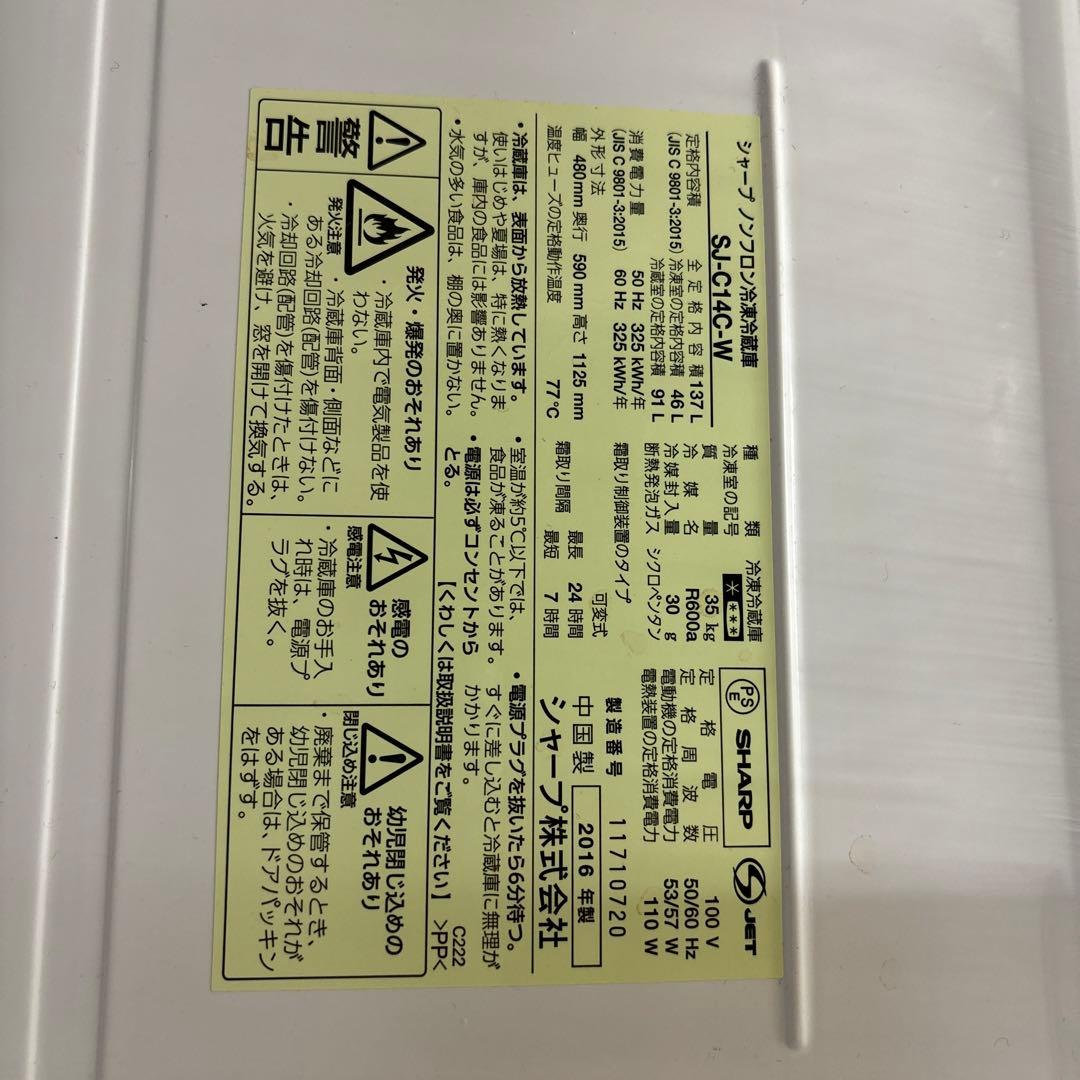 シャープ ノンフロン冷凍冷蔵庫
SJ-C14C-W
定格内容積 全定格内容積 137 L
(JIS C 9801-3:2015) 冷凍室の定格内容積 46 L
冷蔵室の定格内容積 91 L
消費電力量 50 Hz 325 kWh/年
(JIS C 9801-3:2015) 60 Hz 325 kWh/年
外形寸法
幅 480mm 奥行 590mm 高さ 1125 mm
温度ヒューズの定格動作温度 77℃
種類 冷凍冷蔵庫
冷凍室の記号 * ***
質量 35 kg
冷媒名 R600a
冷媒封入量 30 g
断熱発泡ガス シクロペンタン
霜取り制御装置のタイプ
可変式
霜取り間隔 最長 24 時間
最短 7 時間
PS
E
SHARP
JET
定格電圧 100 V
定格周波数 50/60 Hz
電動機の定格消費電力 53/57 W
電熱装置の定格消費電力 110 W
製造番号 11710720
中国製 2016 年製
シャープ株式会社
・冷蔵庫は、表面から放熱しています。
使いはじめや夏場は、特に熱くなりま
すが、庫内の食品には影響ありません。
・水気の多い食品は、棚の奥に置かない。
・室温が約5℃以下では、
食品が凍ることがあります。
・電源は必ずコンセントから
とる。
・電源プラグを抜いたら6分待つ。
すぐに差し込むと冷蔵庫に無理が
かかります。
【くわしくは取扱説明書をご覧ください】
C222
>PP<
警告
発火・爆発のおそれあり
発火注意
・冷蔵庫内で電気製品を使
わない。
・冷蔵庫背面・側面などに
ある冷却回路(配管)を傷付けない。
・冷却回路(配管)を傷付けたときは、
火気を避け、窓を開けて換気する。
感電の
おそれあり
感電注意
・冷蔵庫のお手入
れ時は、電源プ
ラグを抜く。
幼児閉じ込めの
おそれあり
閉じ込め注意
・廃棄まで保管するとき、
幼児閉じ込めのおそれが
ある場合は、ドアパッキン
をはずす。